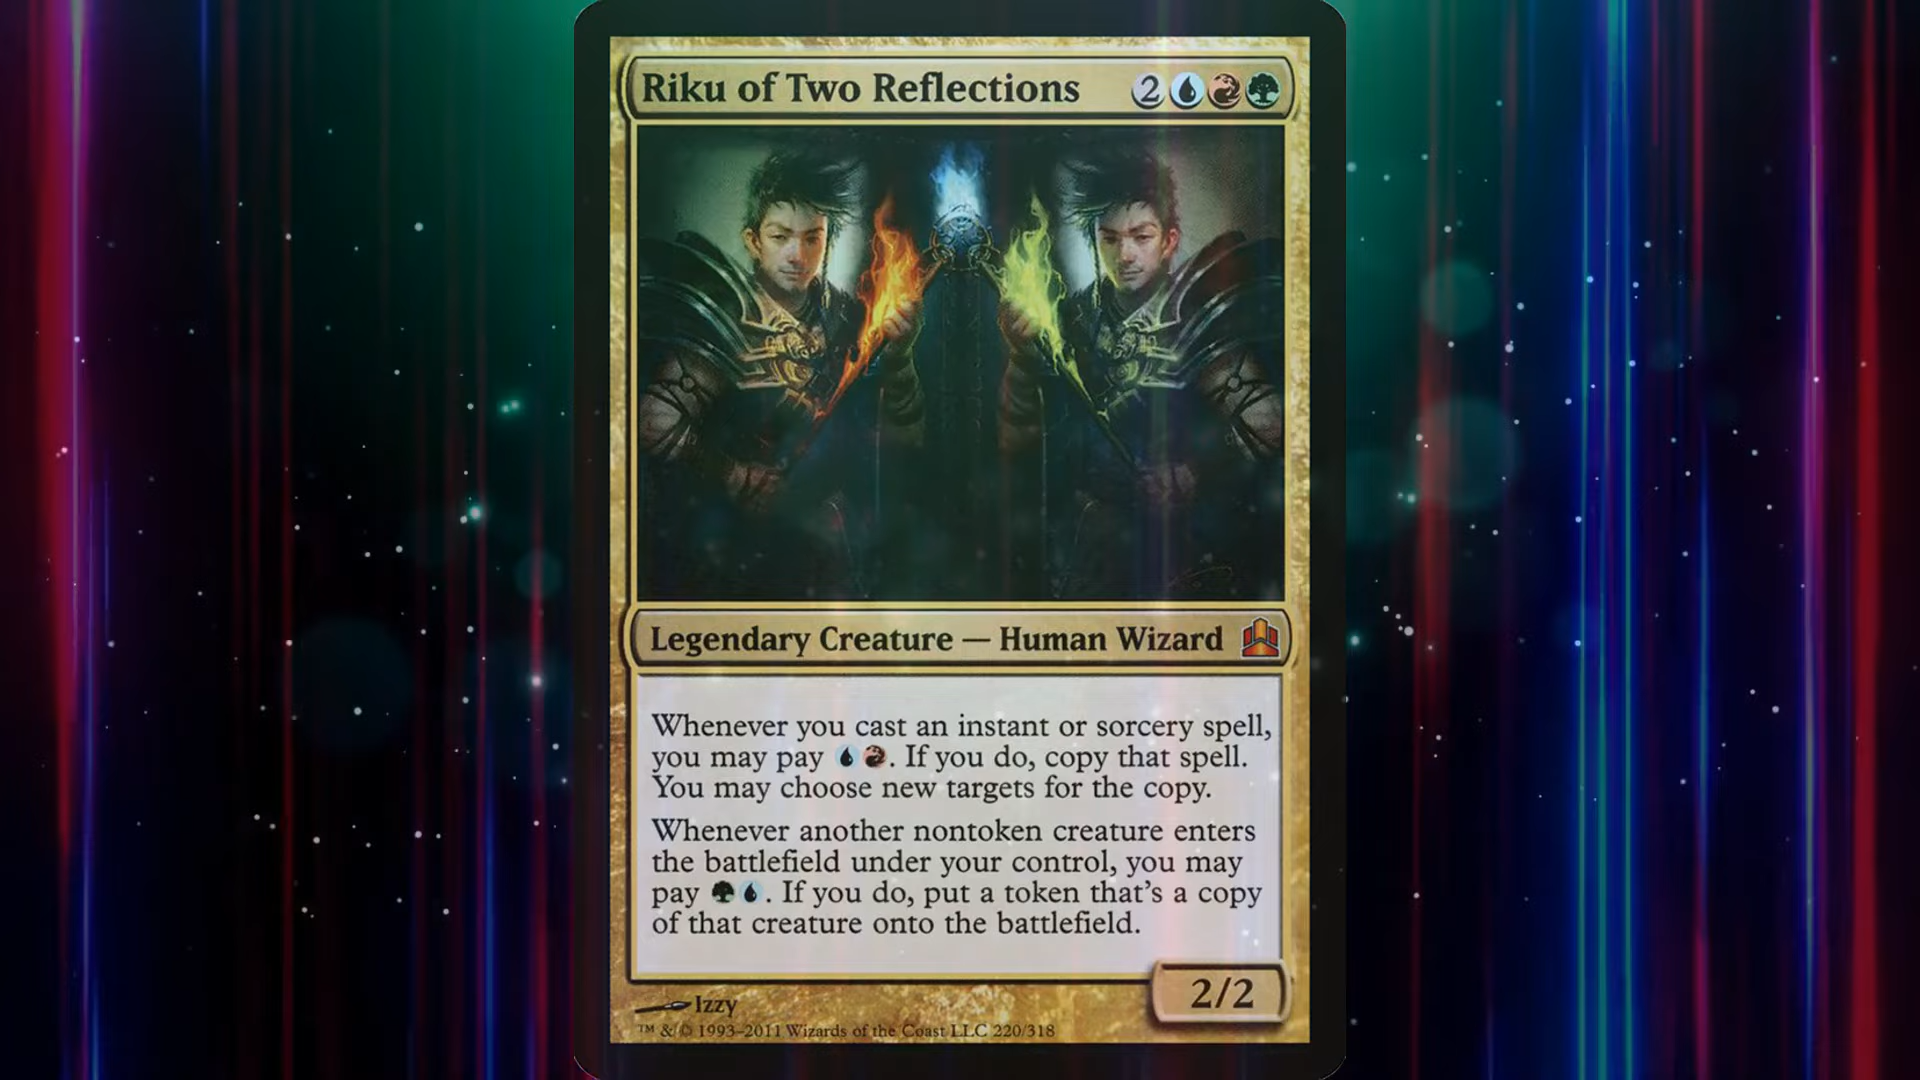 Riku of Two Reflections 2
Legendary Creature — Human Wizard
Whenever you cast an instant or sorcery spell,
you may pay . If you do, copy that spell.
You may choose new targets for the copy.
Whenever another nontoken creature enters
the battlefield under your control, you may
pay . If you do, put a token that's a copy
of that creature onto the battlefield.
2/2
Izzy
™ & © 1993–2011 Wizards of the Coast LLC 220/318